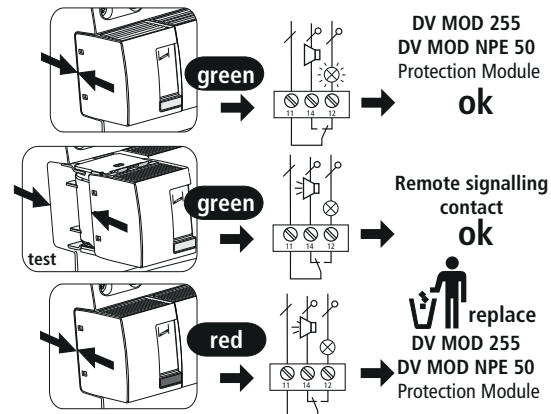 green
11 14 12
DV MOD 255
DV MOD NPE 50
Protection Module
ok
test
green
11 14 12
Remote signalling
contact
ok
red
11 14 12
replace
DV MOD 255
DV MOD NPE 50
Protection Module